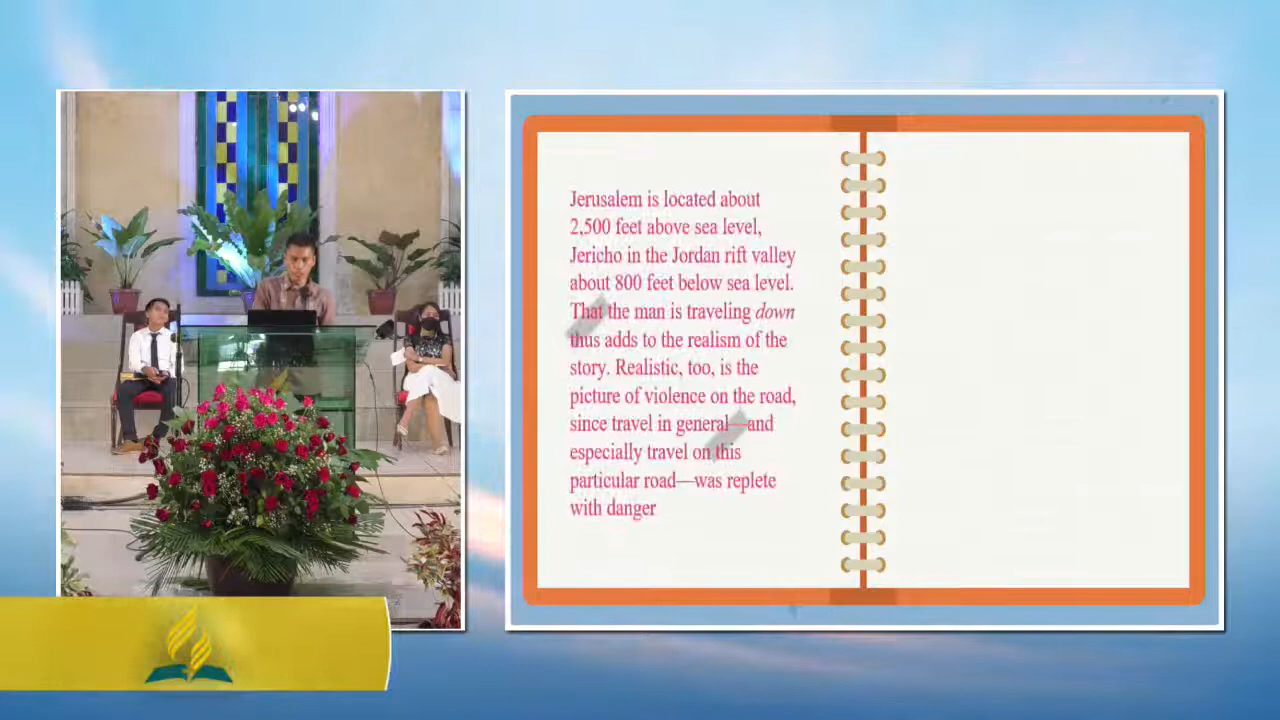 Jerusalem is located about
2,500 feet above sea level,
Jericho in the Jordan rift valley
about 800 feet below sea level.
That the man is traveling down
thus adds to the realism of the
story. Realistic, too, is the
picture of violence on the road,
since travel in general—and
especially travel on this
particular road—was replete
with danger